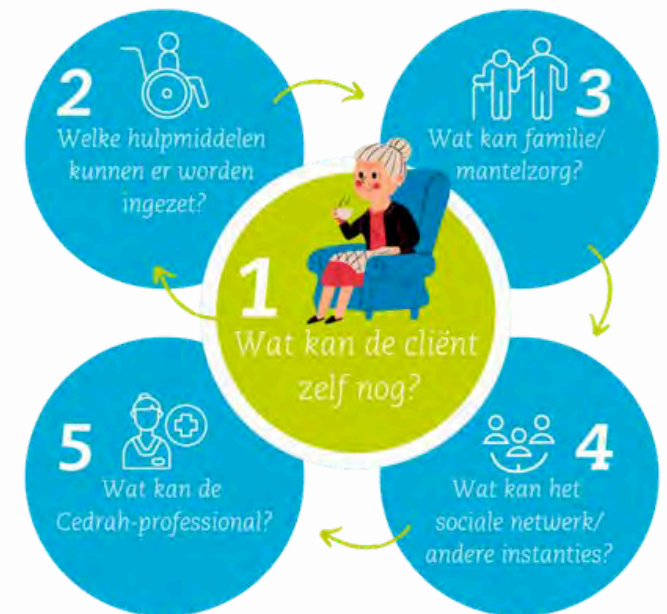 1
Wat kan de cliënt
zelf nog?
2
Welke hulpmiddelen
kunnen er worden
ingezet?
3
Wat kan familie/
mantelzorg?
4
Wat kan het
sociale netwerk/
andere instanties?
5
Wat kan de
Cedrah-professional?